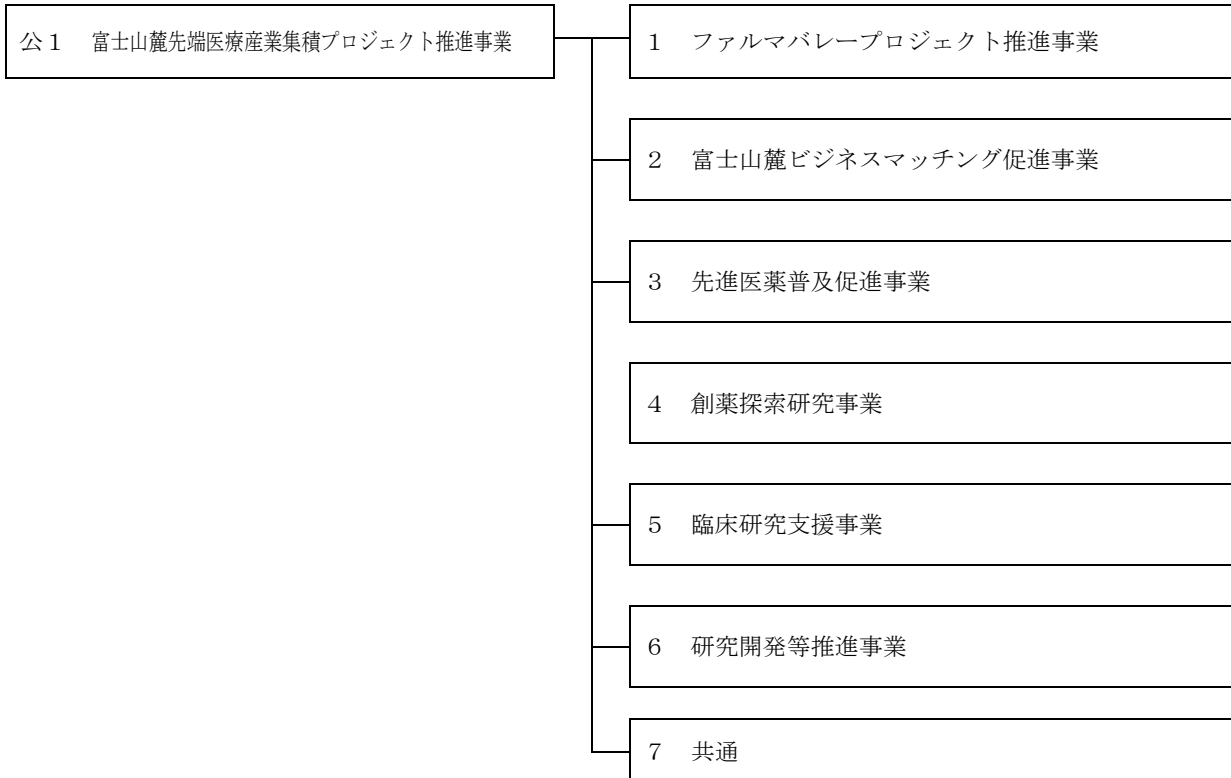 公１　富士山麓先端医療産業集積プロジェクト推進事業
１　ファルマバレープロジェクト推進事業
２　富士山麓ビジネスマッチング促進事業
３　先進医薬普及促進事業
４　創薬探索研究事業
５　臨床研究支援事業
６　研究開発等推進事業
７　共通